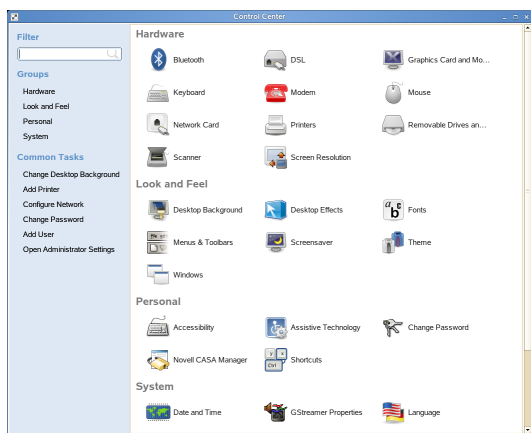 Control Center
Filter
Groups
Hardware
Look and Feel
Personal
System
Common Tasks
Change Desktop Background
Add Printer
Configure Network
Change Password
Add User
Open Administrator Settings
Hardware
Bluetooth
DSL
Graphics Card and Mo...
Keyboard
Modem
Mouse
Network Card
Printers
Removable Drives an...
Scanner
Screen Resolution
Look and Feel
Desktop Background
Desktop Effects
Fonts
Menus & Toolbars
Screensaver
Theme
Windows
Personal
Accessibility
Assistive Technology
Change Password
Novell CASA Manager
Shortcuts
System
Date and Time
GStreamer Properties
Language